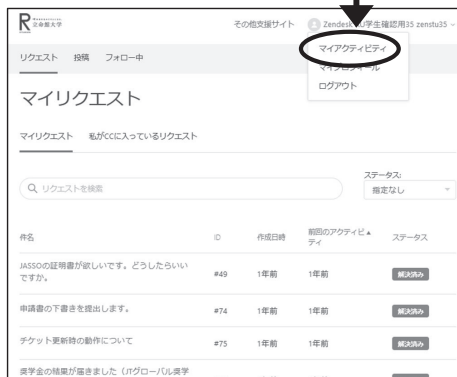 R Ritsumeikan
立命館大学
その他支援サイト
Zendesk RU学生確認用35 zenstu35
マイアクティビティ
マイプロフィール
ログアウト
リクエスト 投稿 フォロー中
マイリクエスト
マイリクエスト 私がCCに入っているリクエスト
ステータス:
リクエストを検索
指定なし
件名 ID 作成日時 前回のアクティビ▲
ティ ステータス
JASSOの証明書が欲しいです。どうしたらいい
ですか。 #49 1年前 1年前 解決済み
申請書の下書きを提出します。 #74 1年前 1年前 解決済み
チケット更新時の動作について #75 1年前 1年前 解決済み
奨学金の結果が届きました（JTグローバル奨学